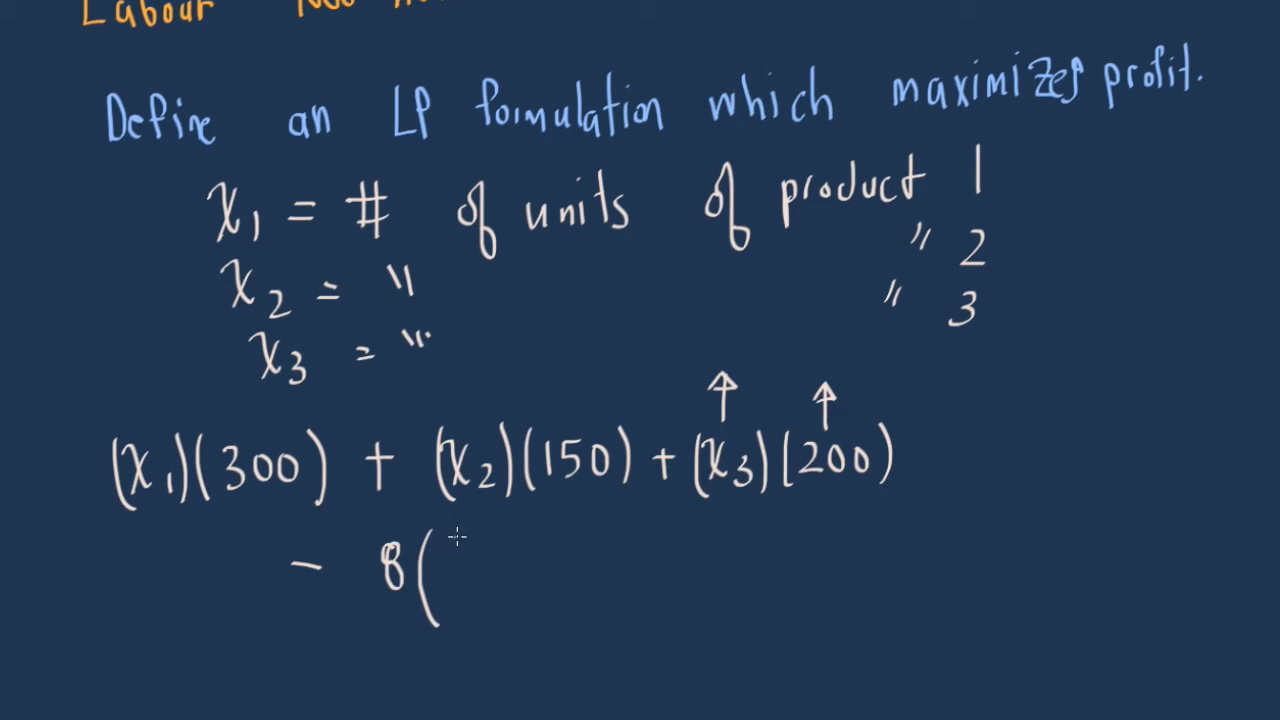 Labour
Define an LP formulation which maximizes profit.
x₁ = # of units of product 1
x₂ = " " 2
x₃ = " " 3
(x₁)(300) + (x₂)(150) + (x₃)(200)
- 8(